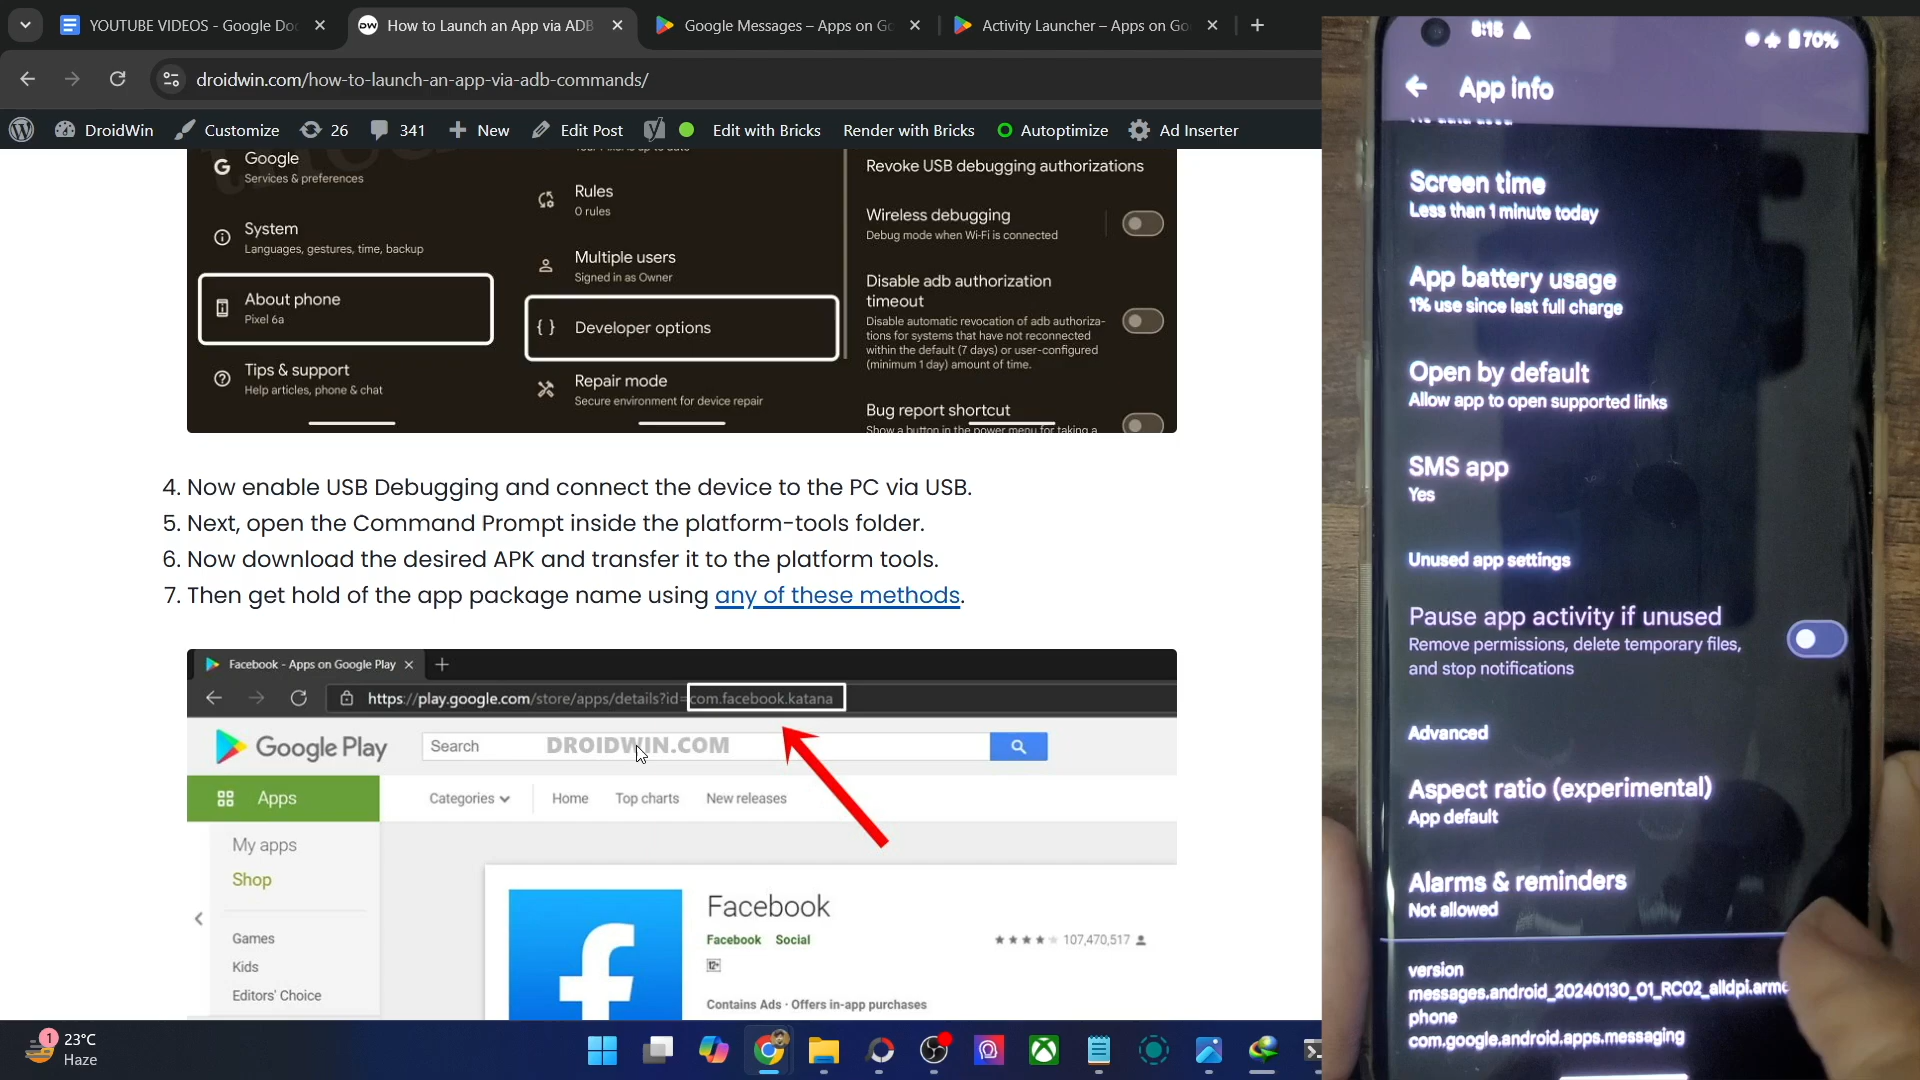 YOUTUBE VIDEOS - Google Doc
How to Launch an App via ADB
Google Messages – Apps on Go
Activity Launcher – Apps on Go
droidwin.com/how-to-launch-an-app-via-adb-commands/
DroidWin
Customize
26
341
New
Edit Post
Edit with Bricks
Render with Bricks
Autoptimize
Ad Inserter
Google
Services & preferences
System
Languages, gestures, time, backup
About phone
Pixel 6a
Tips & support
Help articles, phone & chat
Rules
0 rules
Multiple users
Signed in as Owner
Developer options
Repair mode
Secure environment for device repair
Revoke USB debugging authorizations
Wireless debugging
Debug mode when Wi-Fi is connected
Disable adb authorization
timeout
Disable automatic revocation of adb authoriza-
tions for systems that have not reconnected
within the default (7 days) or user-configured
(minimum 1 day) amount of time.
Bug report shortcut
Show a button in the power menu for taking a
4. Now enable USB Debugging and connect the device to the PC via USB.
5. Next, open the Command Prompt inside the platform-tools folder.
6. Now download the desired APK and transfer it to the platform tools.
7. Then get hold of the app package name using any of these methods.
Facebook - Apps on Google Play
https://play.google.com/store/apps/details?id=com.facebook.katana
Google Play
Search
DROIDWIN.COM
Apps
Categories
Home
Top charts
New releases
My apps
Shop
Games
Kids
Editors' Choice
Facebook
Facebook Social
107,470,517
12+
Contains Ads · Offers in-app purchases
1
23°C
Haze
8:15
70%
App info
Screen time
Less than 1 minute today
App battery usage
1% use since last full charge
Open by default
Allow app to open supported links
SMS app
Yes
Unused app settings
Pause app activity if unused
Remove permissions, delete temporary files,
and stop notifications
Advanced
Aspect ratio (experimental)
App default
Alarms & reminders
Not allowed
version
messages.android_20240130_01_RC02_alldpi.arme
phone
com.google.android.apps.messaging